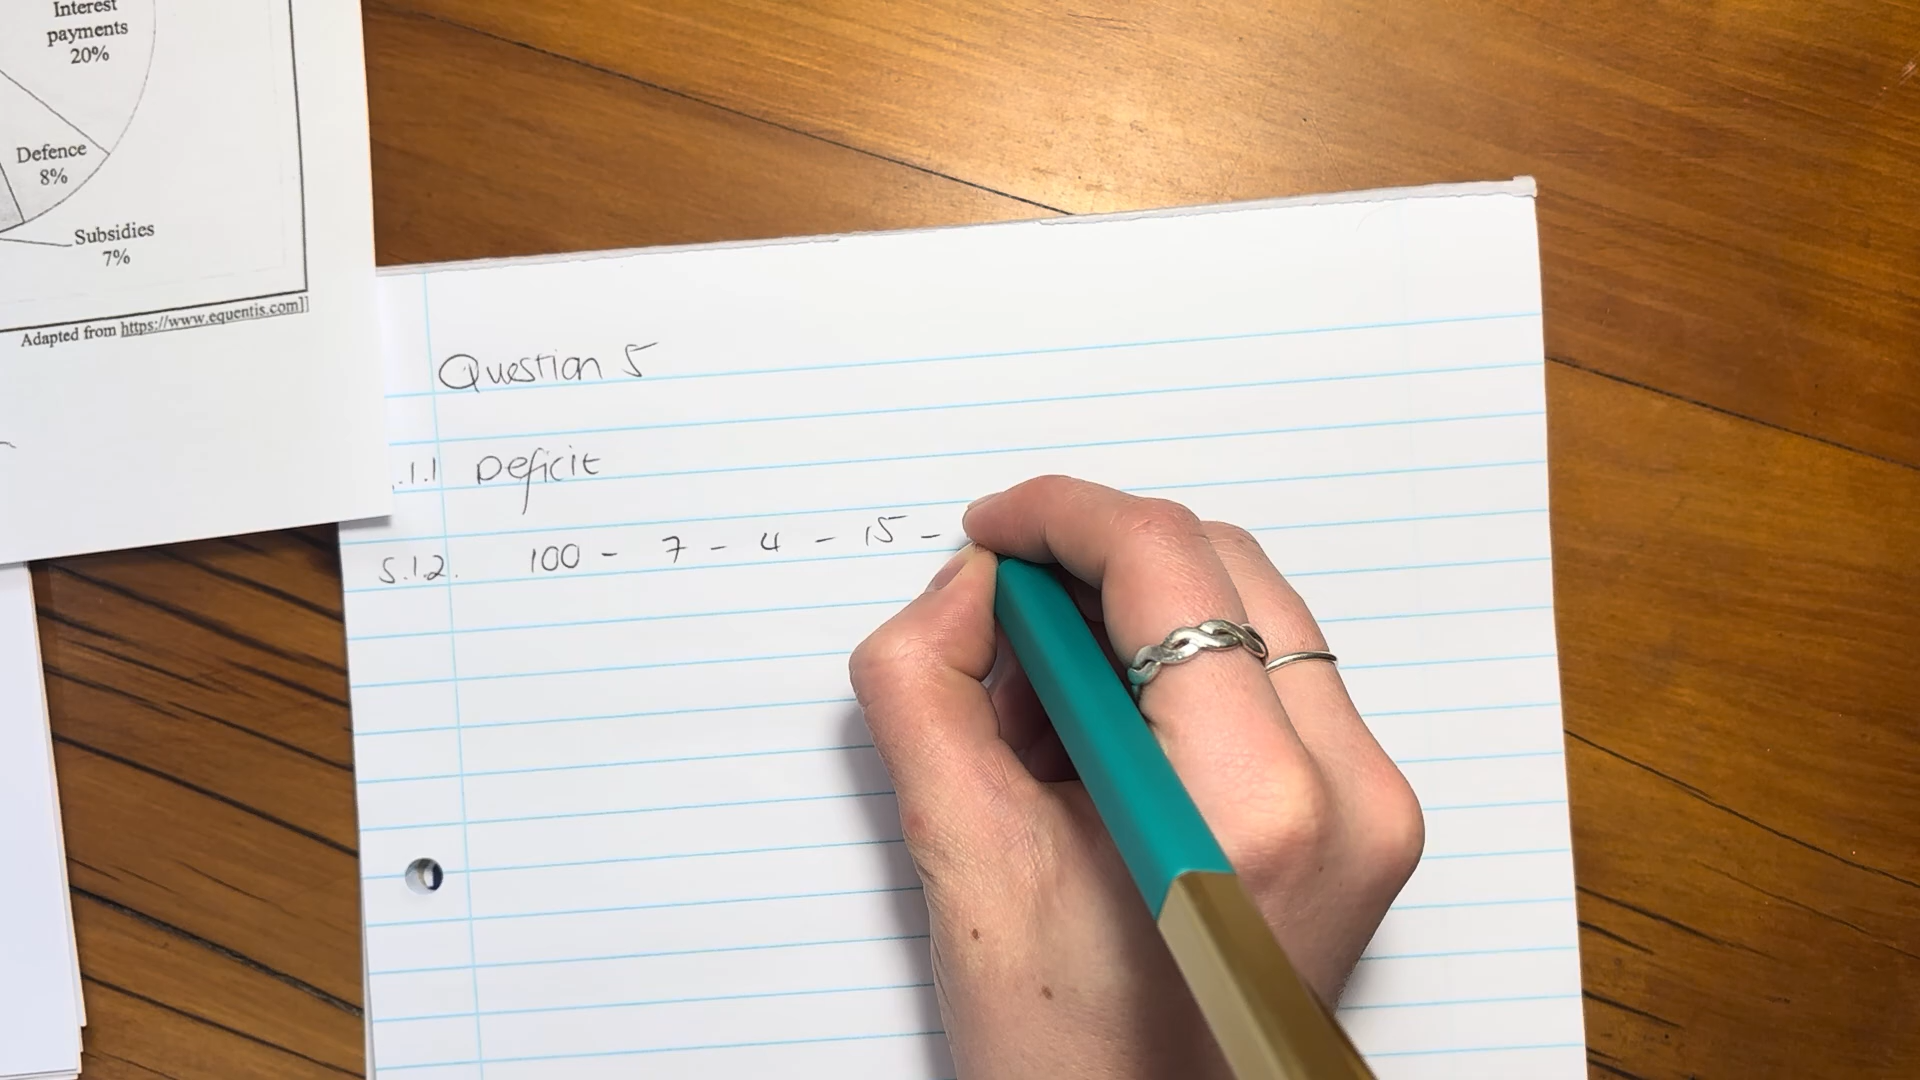 Interest
payments
20%
Defence
8%
Subsidies
7%
Adapted from https://www.equentis.com]]
Question 5
.1.1 Deficit
5.1.2. 100 - 7 - 4 - 15 -